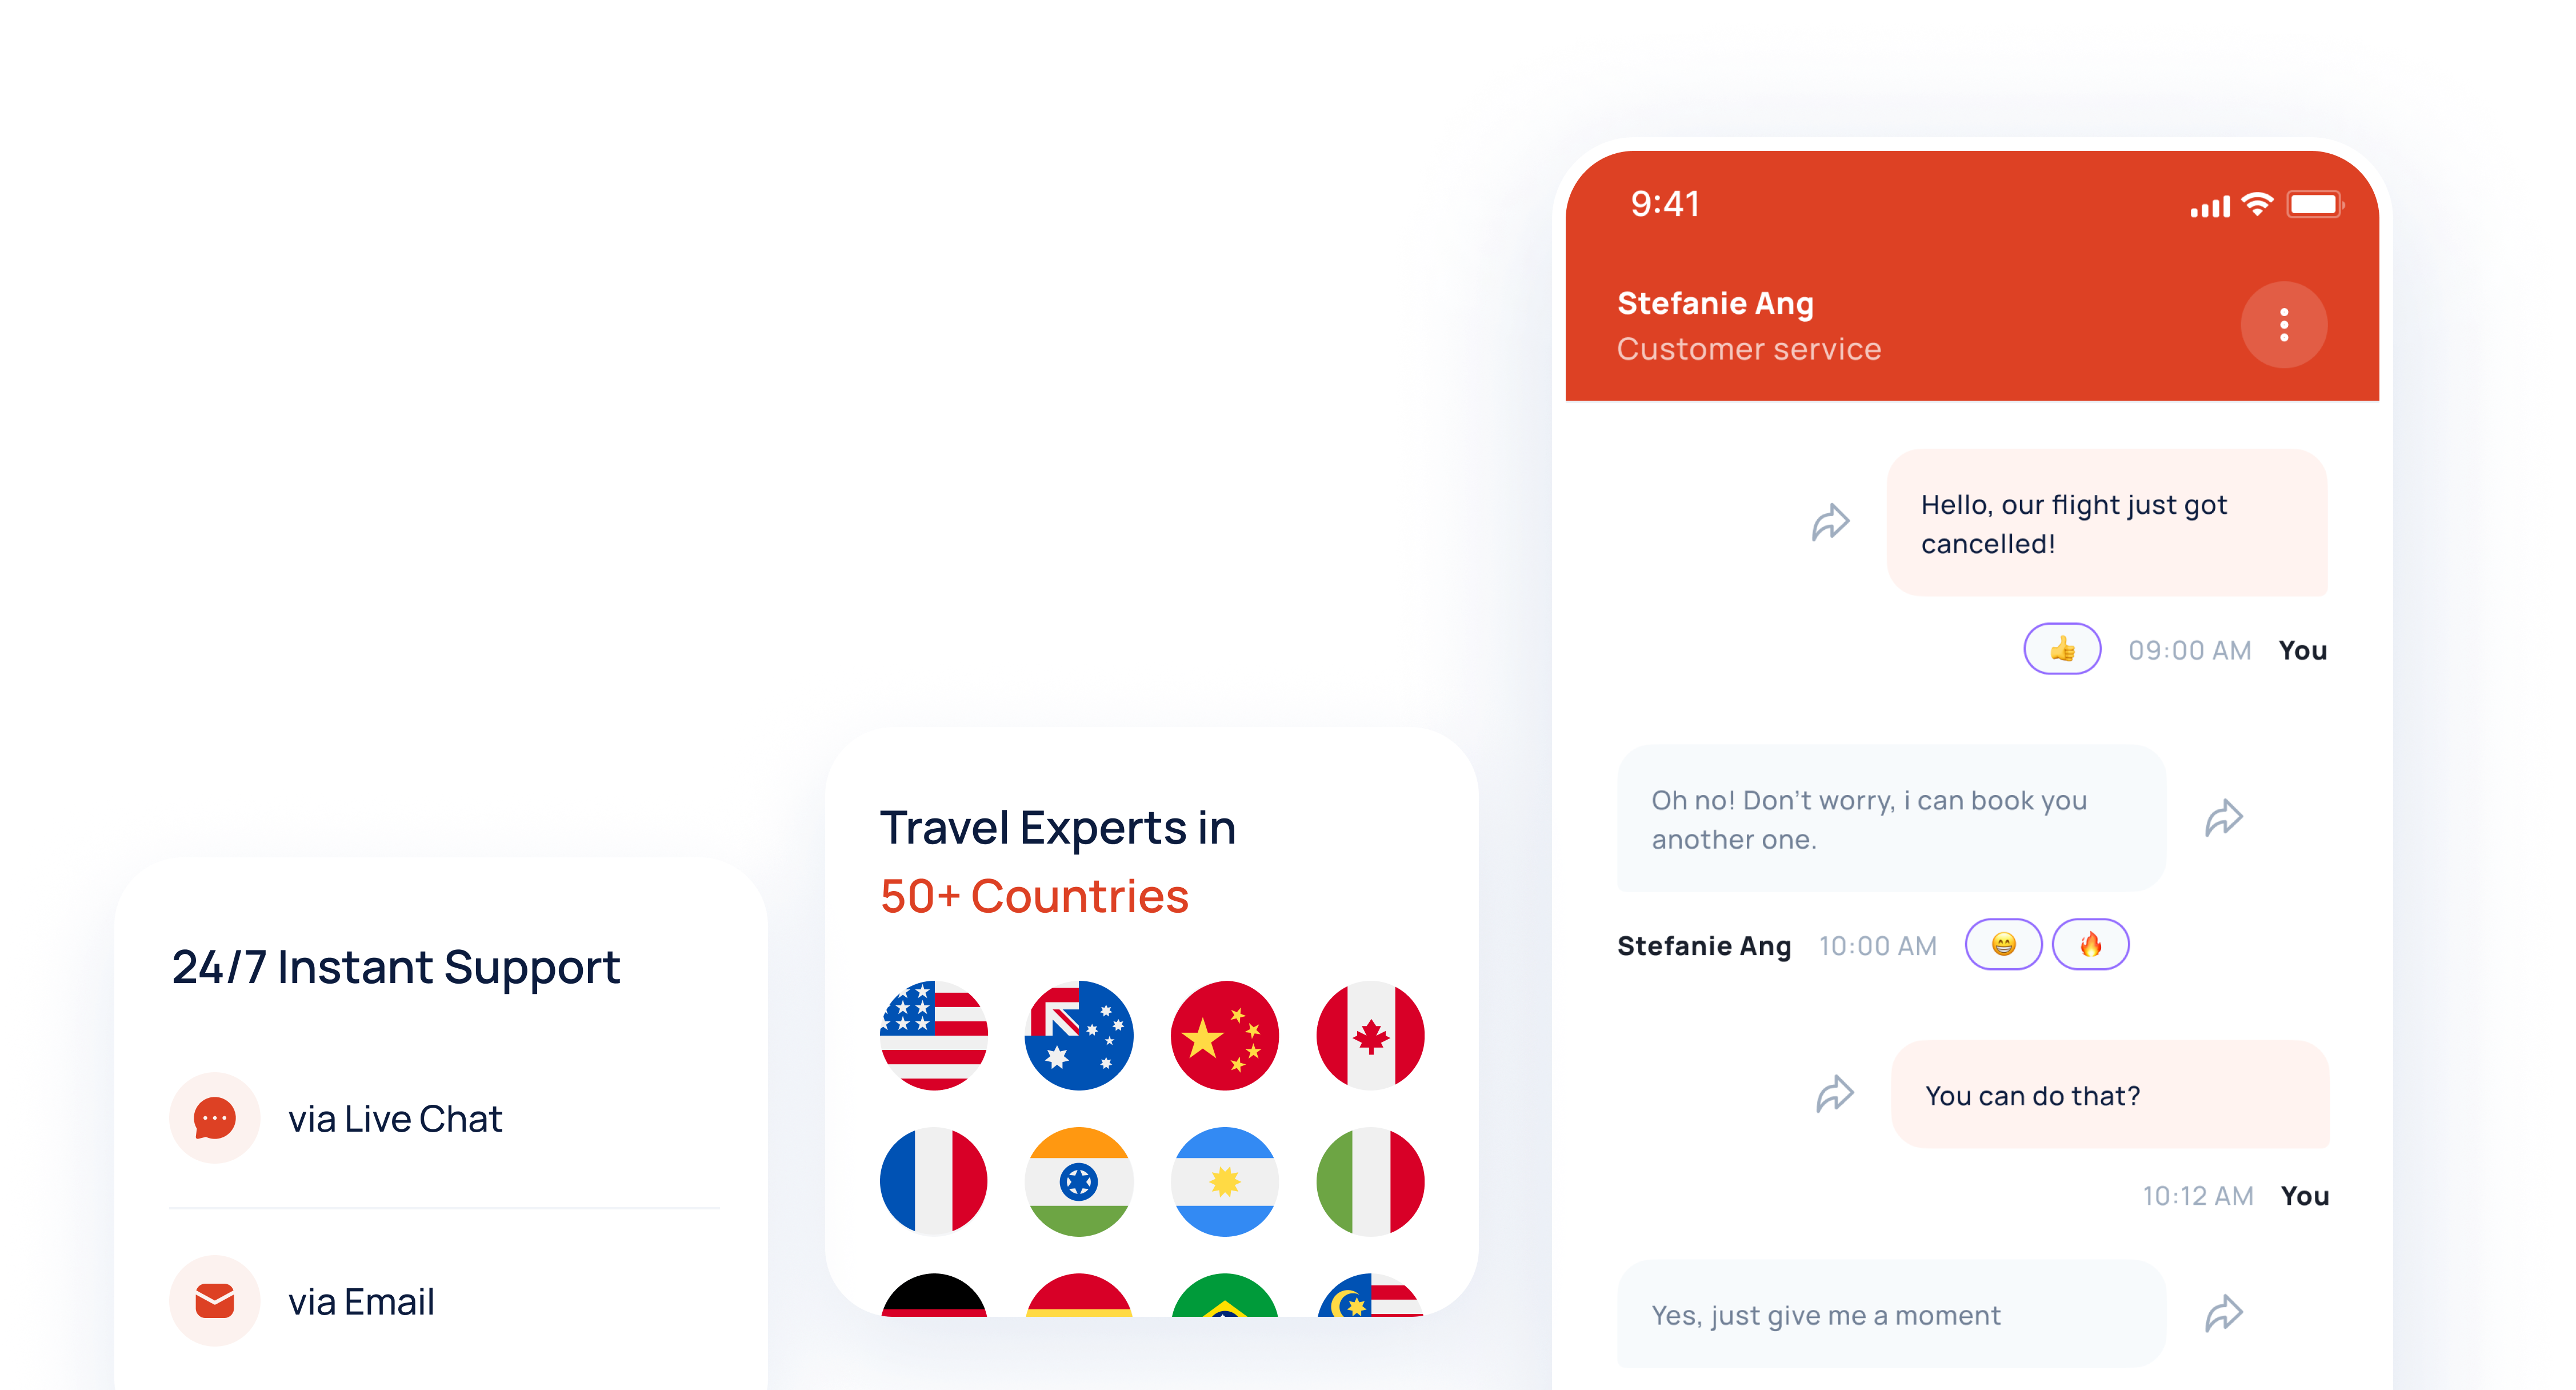 24/7 Instant Support
via Live Chat
via Email
Travel Experts in
50+ Countries
9:41
Stefanie Ang
Customer service
Hello, our flight just got
cancelled!
09:00 AM You
Oh no! Don't worry, i can book you
another one.
Stefanie Ang 10:00 AM
You can do that?
10:12 AM You
Yes, just give me a moment